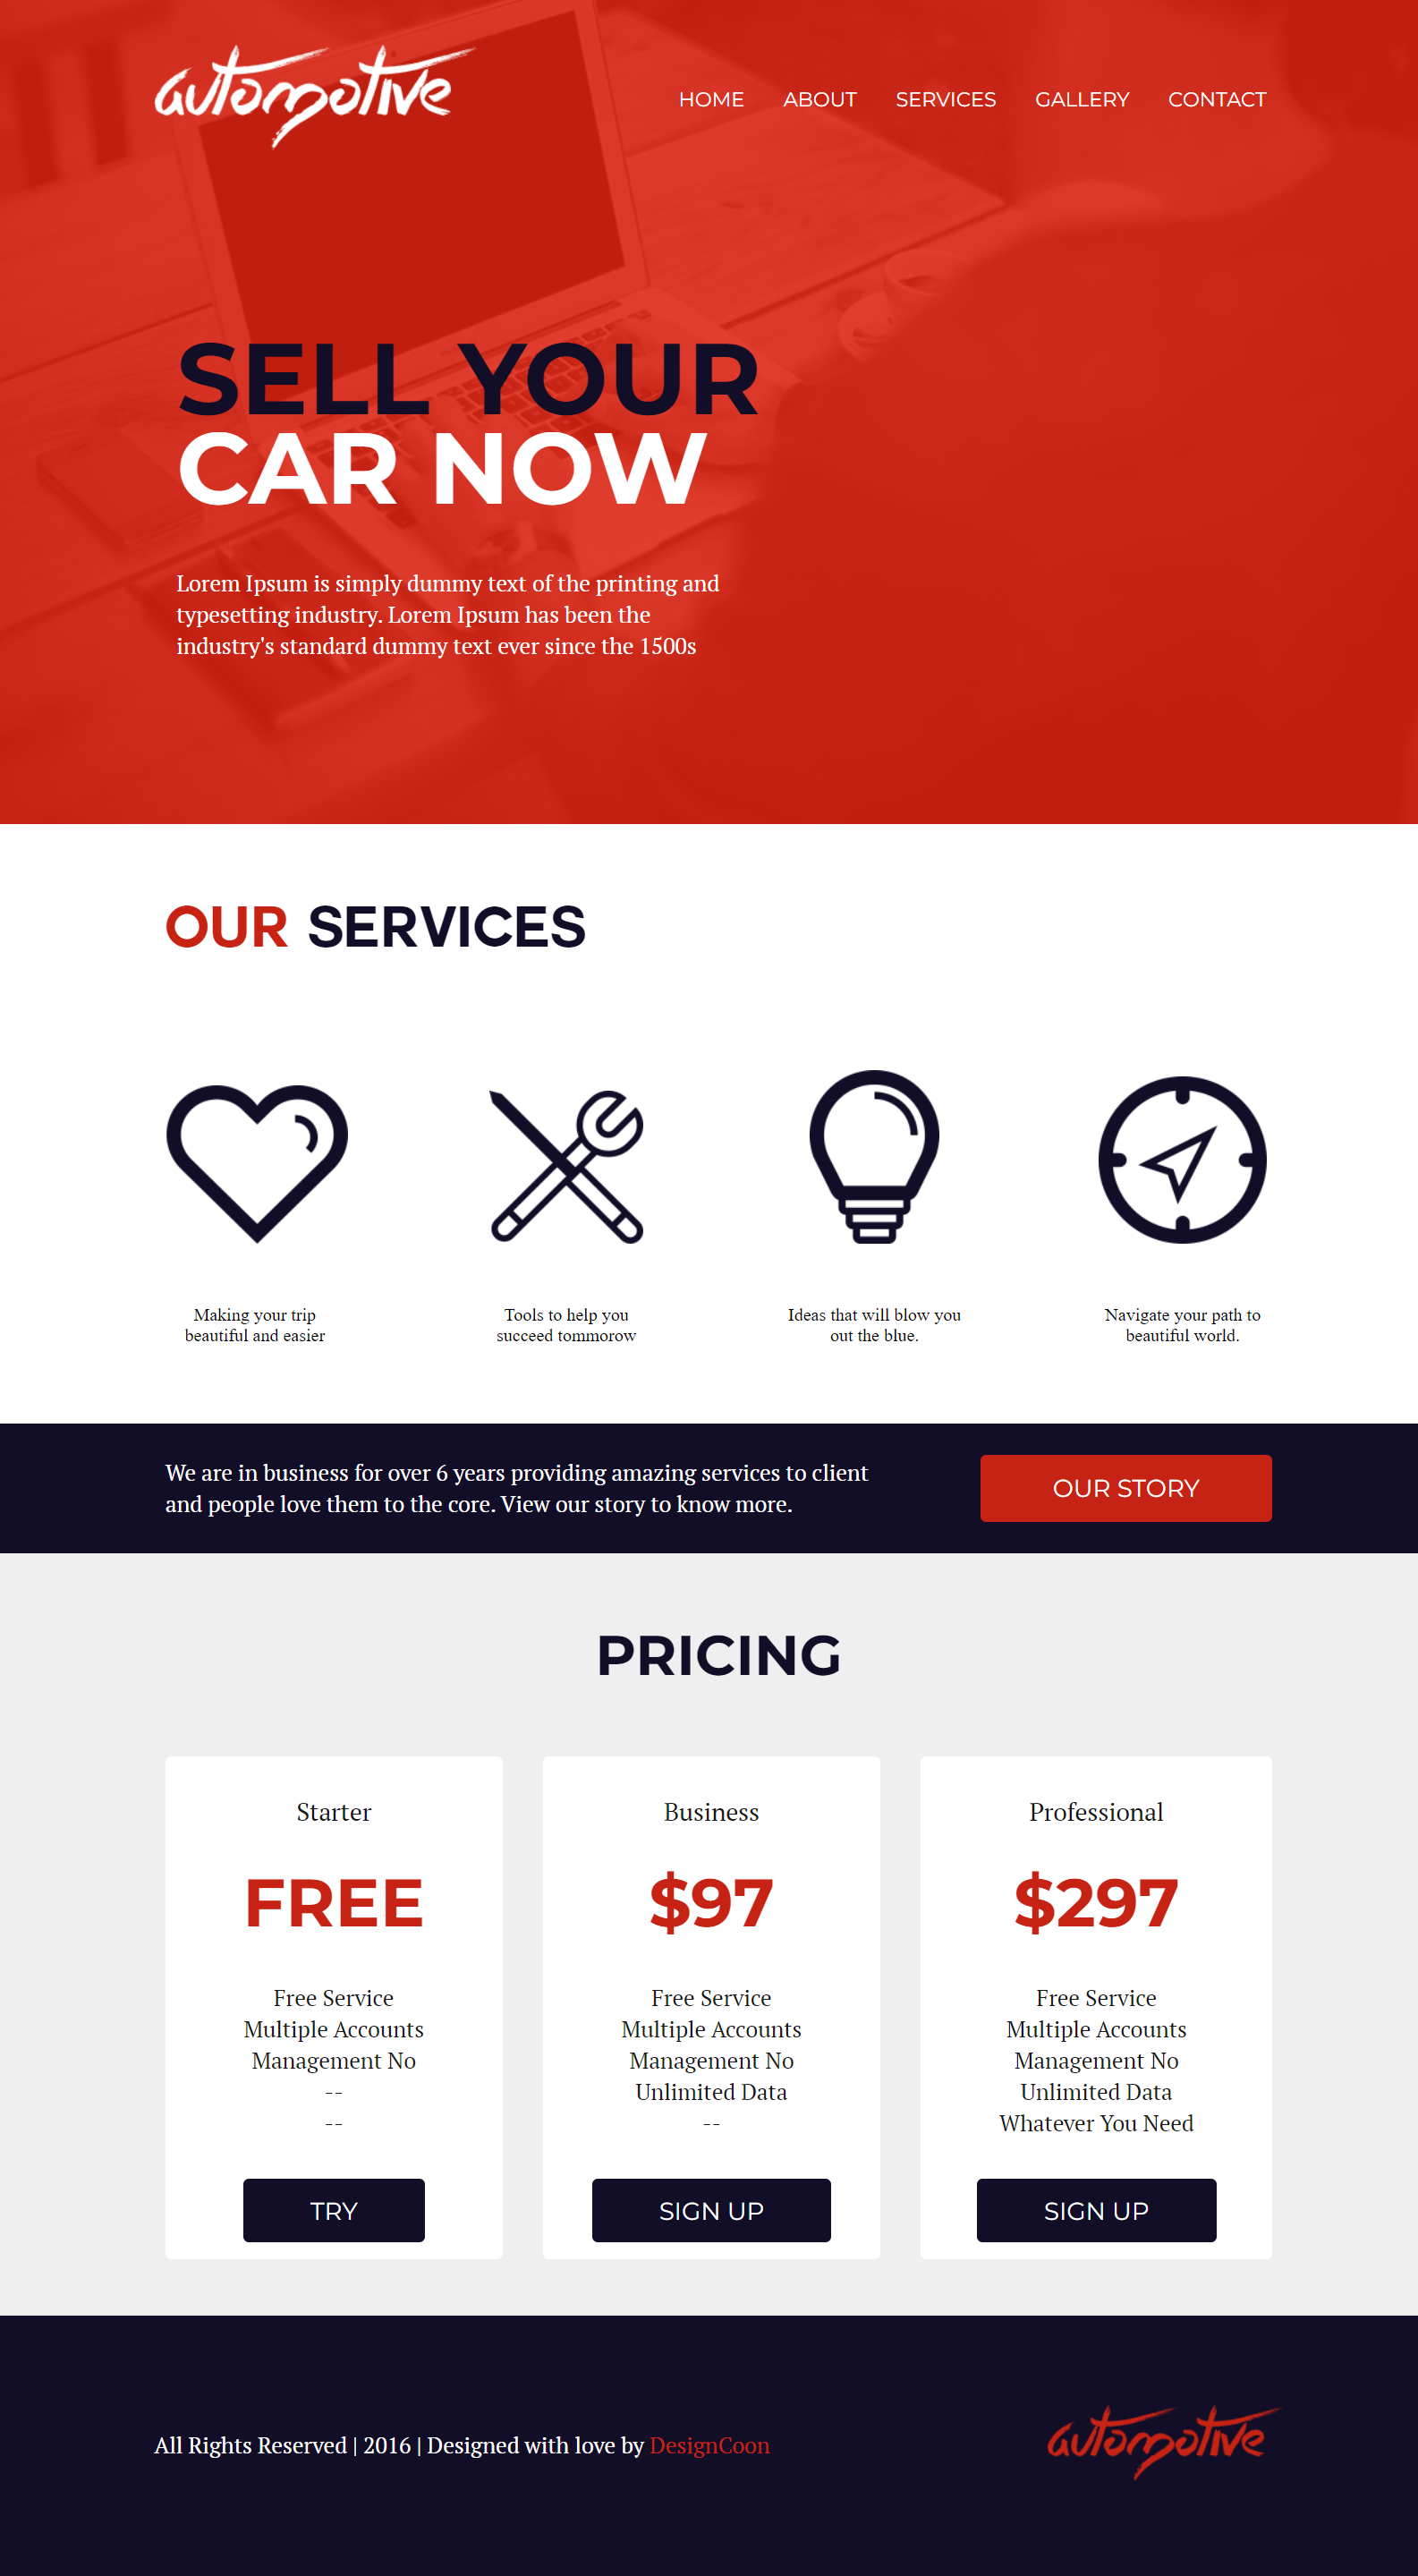 automotive
HOME ABOUT SERVICES GALLERY CONTACT
SELL YOUR
CAR NOW
Lorem Ipsum is simply dummy text of the printing and
typesetting industry. Lorem Ipsum has been the
industry's standard dummy text ever since the 1500s
OUR SERVICES
Making your trip
beautiful and easier
Tools to help you
succeed tommorow
Ideas that will blow you
out the blue.
Navigate your path to
beautiful world.
We are in business for over 6 years providing amazing services to client
and people love them to the core. View our story to know more.
OUR STORY
PRICING
Starter
FREE
Free Service
Multiple Accounts
Management No
--
--
TRY
Business
$97
Free Service
Multiple Accounts
Management No
Unlimited Data
--
SIGN UP
Professional
$297
Free Service
Multiple Accounts
Management No
Unlimited Data
Whatever You Need
SIGN UP
All Rights Reserved | 2016 | Designed with love by DesignCoon
automotive